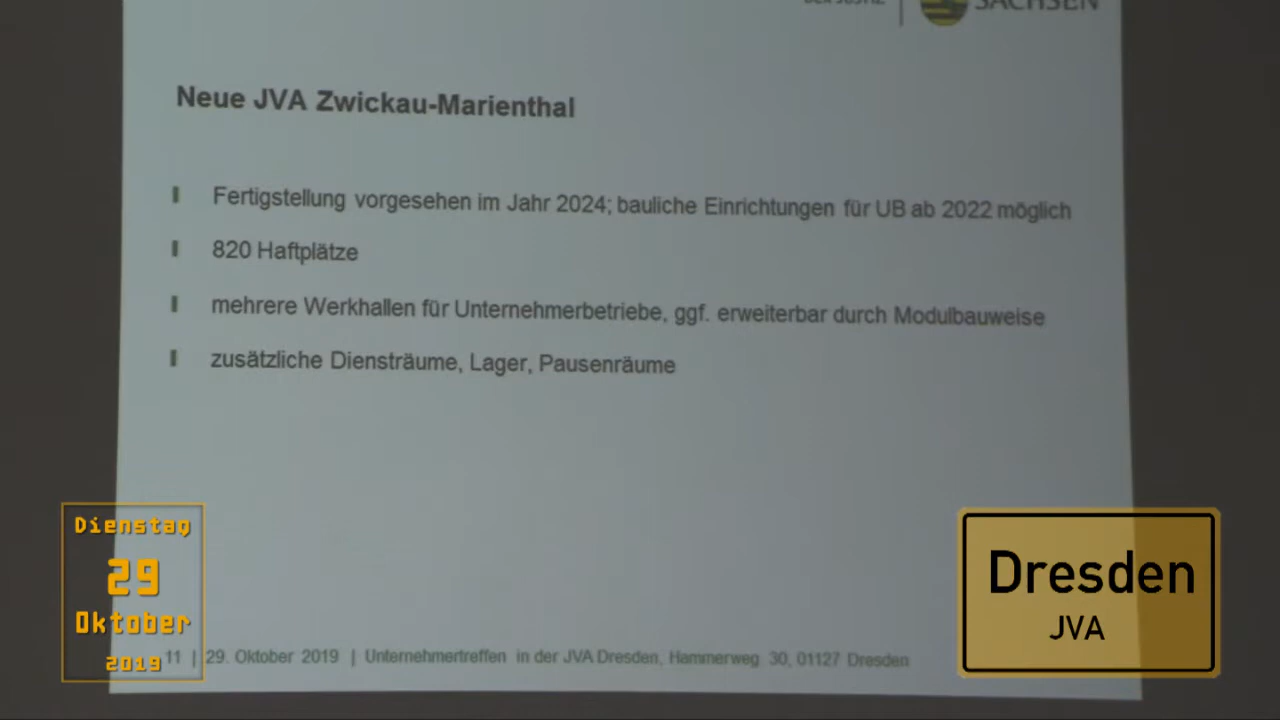 SACHSEN
Neue JVA Zwickau-Marienthal
Fertigstellung vorgesehen im Jahr 2024; bauliche Einrichtungen für UB ab 2022 möglich
820 Haftplätze
mehrere Werkhallen für Unternehmerbetriebe, ggf. erweiterbar durch Modulbauweise
zusätzliche Diensträume, Lager, Pausenräume
Dienstag
29
Oktober
2019
11 | 29. Oktober 2019 | Unternehmertreffen in der JVA Dresden, Hammerweg 30, 01127 Dresden
Dresden
JVA